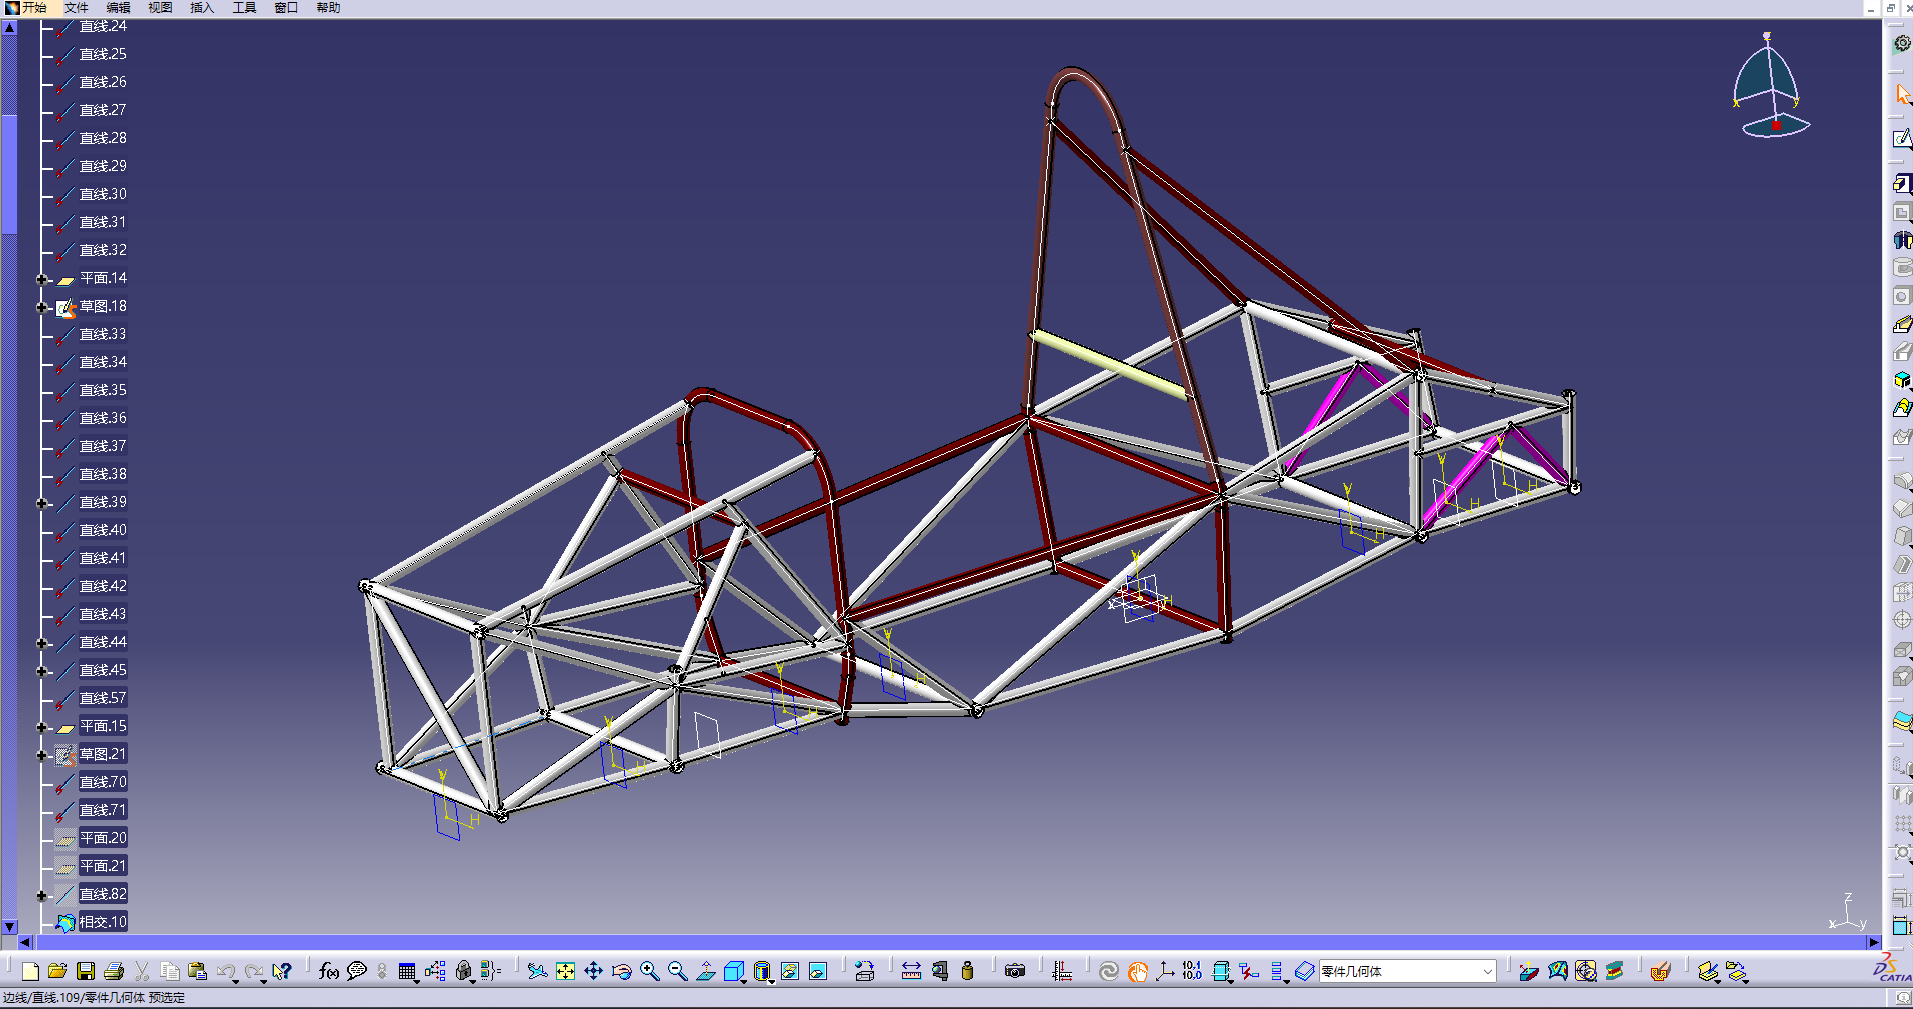 开始 文件 编辑 视图 插入 工具 窗口 帮助
直线.24
直线.25
直线.26
直线.27
直线.28
直线.29
直线.30
直线.31
直线.32
平面.14
草图.18
直线.33
直线.34
直线.35
直线.36
直线.37
直线.38
直线.39
直线.40
直线.41
直线.42
直线.43
直线.44
直线.45
直线.57
平面.15
草图.21
直线.70
直线.71
平面.20
平面.21
直线.82
相交.10
z
x y
Y H
Y H
Y
Y H
Y H
Y H
Y H
Y H
z
x y
f(x)
10.1
10.0
零件几何体
CATIA
边线/直线.109/零件几何体 预选定